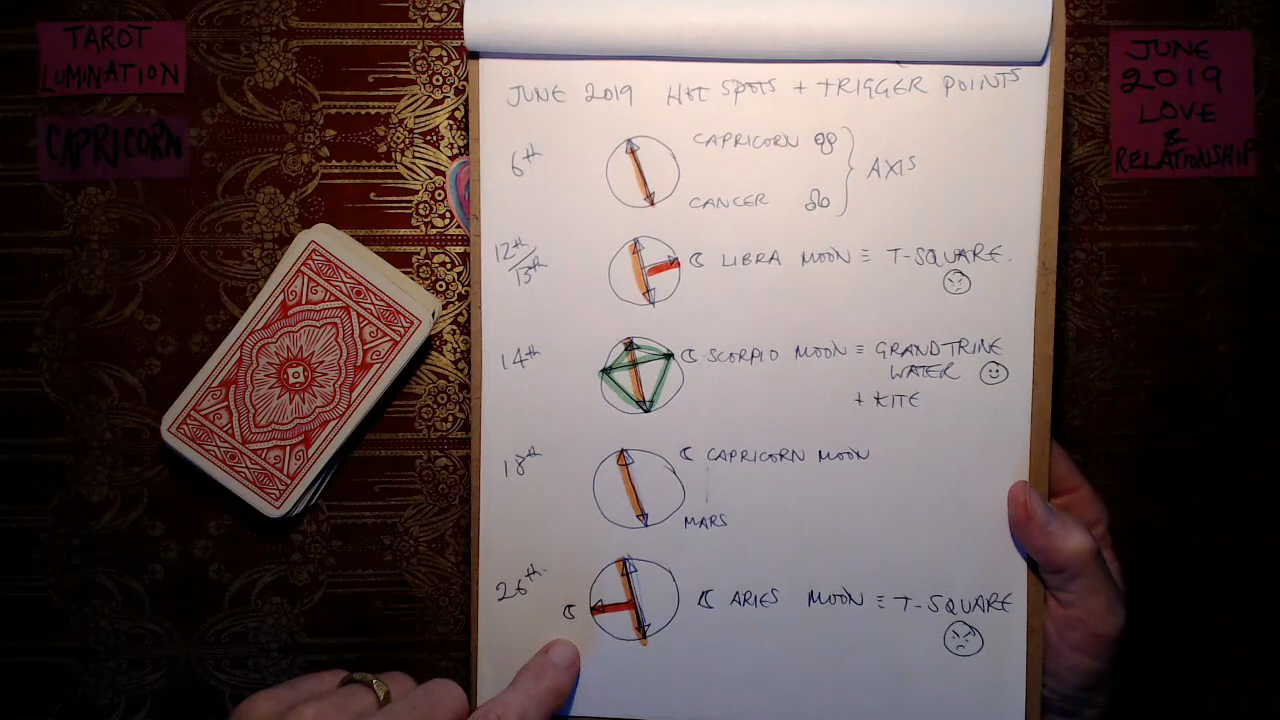 TAROT
LUMINATION
CAPRICORN
JUNE
2019
LOVE
&
RELATIONSHIP
JUNE 2019 HOT SPOTS + TRIGGER POINTS
6th
CAPRICORN ☊
CANCER ☊
AXIS
12th/13th
☾ LIBRA MOON ≡ T-SQUARE.
14th
☾ SCORPIO MOON ≡ GRAND TRINE
WATER
+ KITE
18th
☾ CAPRICORN MOON
MARS
26th
☾
☾ ARIES MOON ≡ T-SQUARE